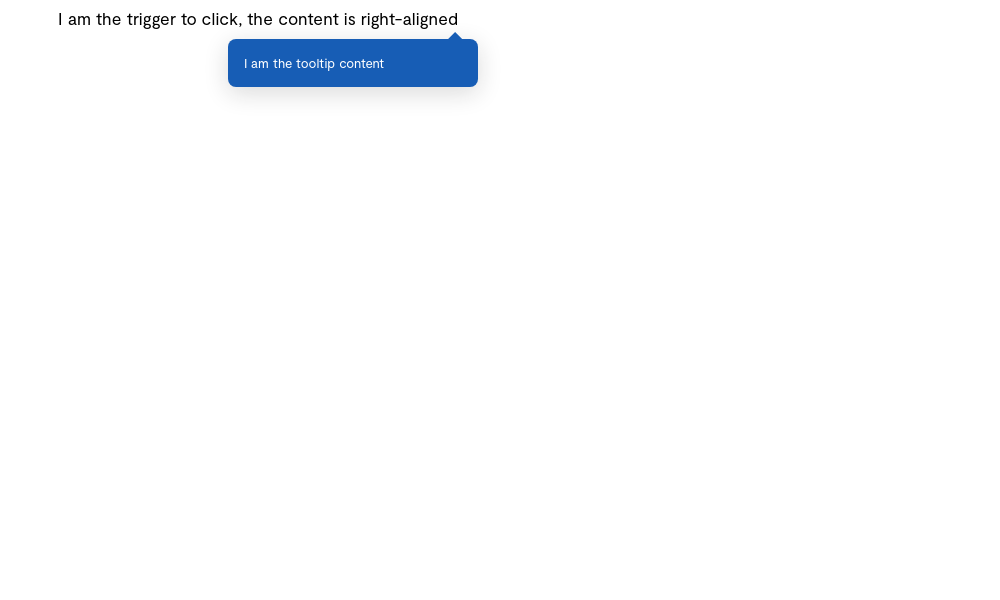 I am the trigger to click, the content is right-aligned
I am the tooltip content